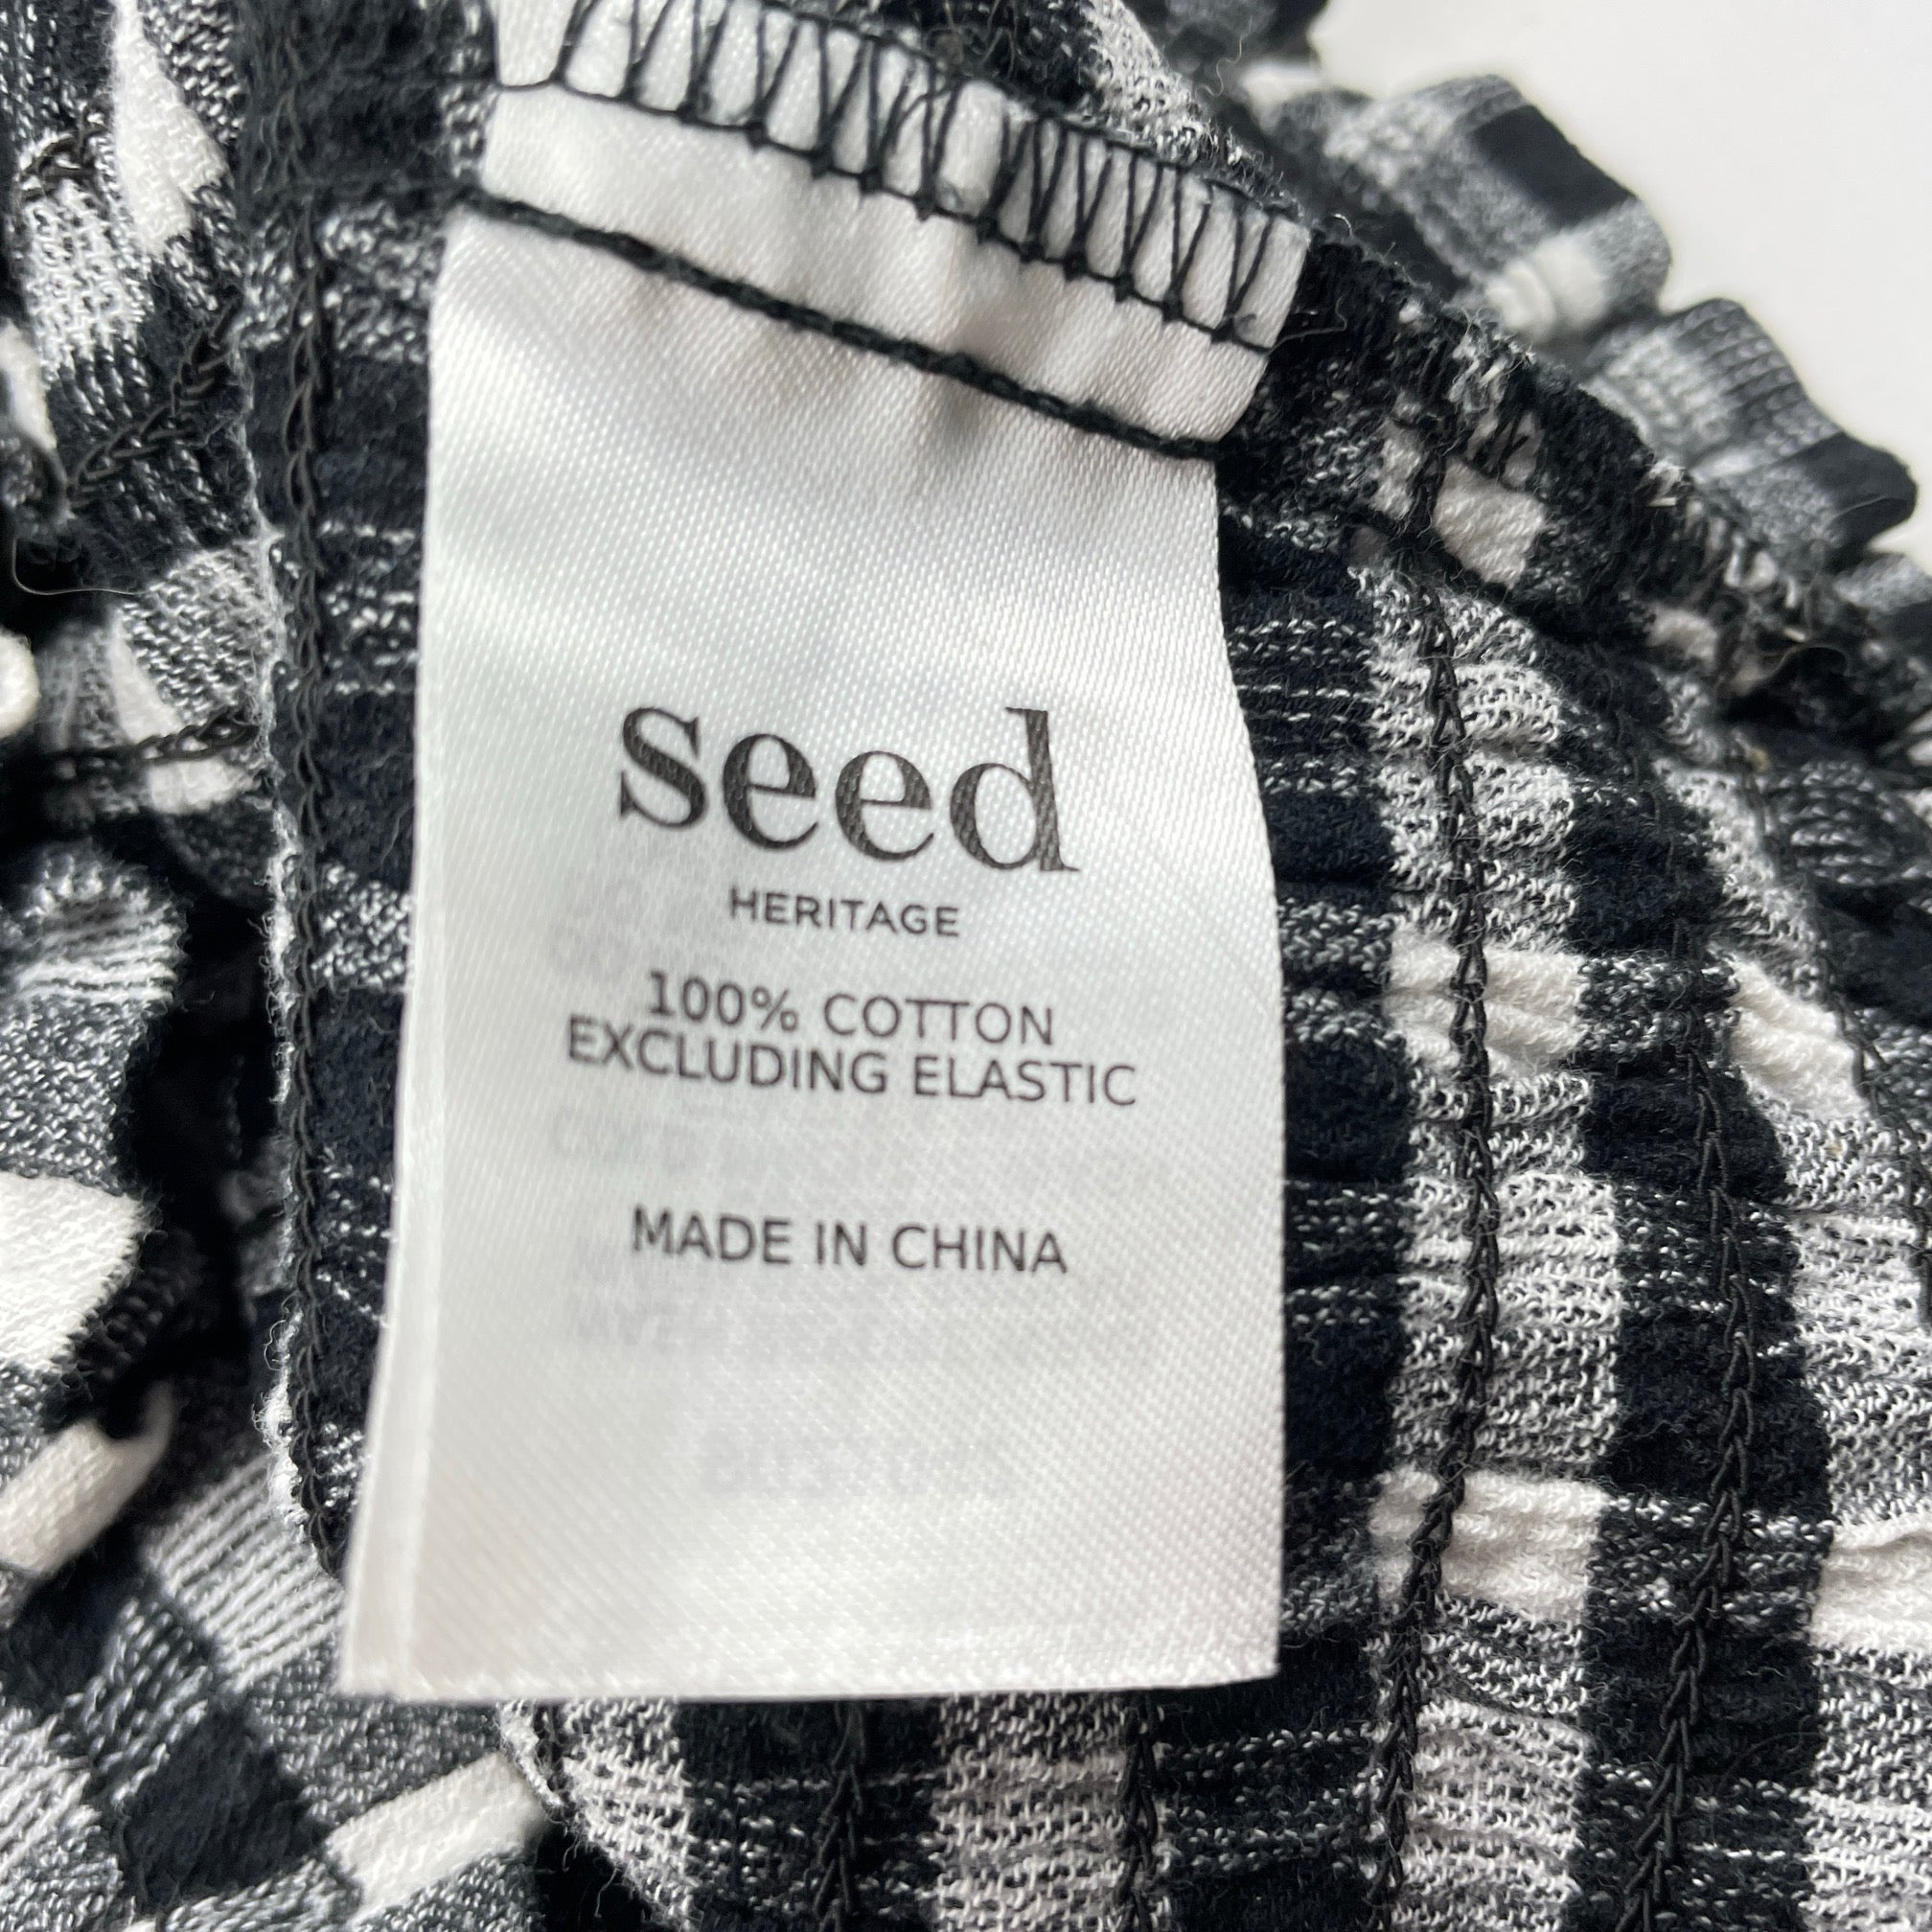 seed
HERITAGE
100% COTTON
EXCLUDING ELASTIC
MADE IN CHINA